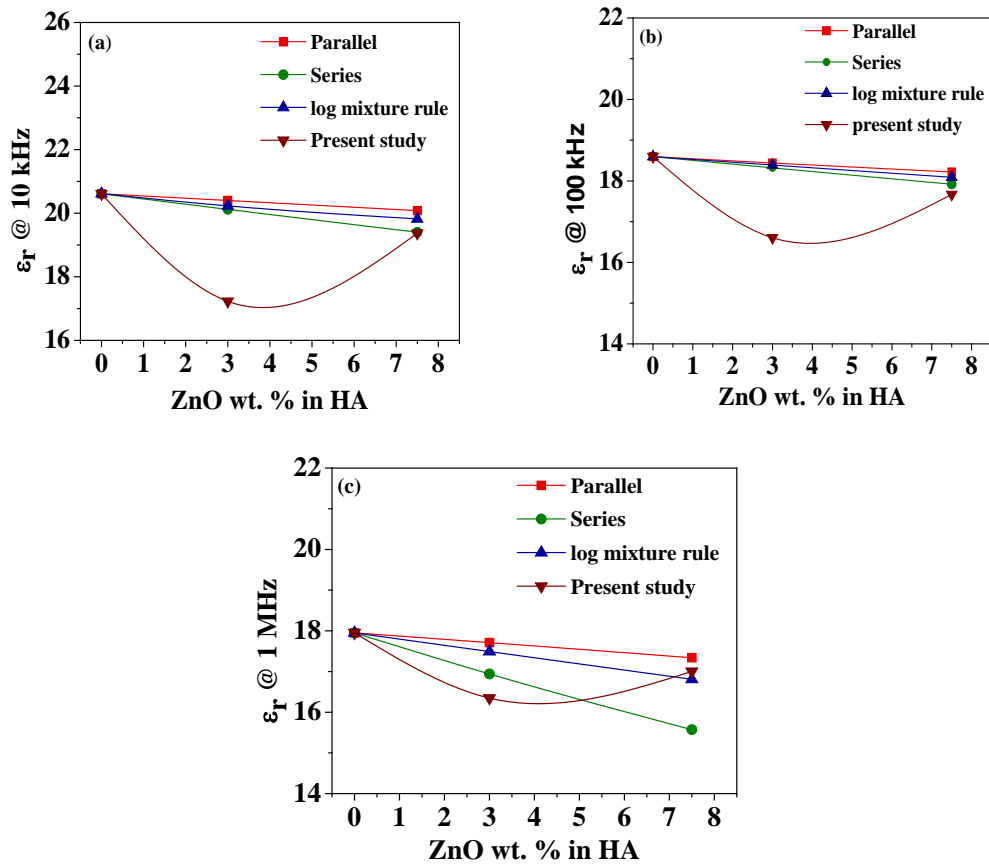 (a)
Parallel
Series
log mixture rule
Present study
26
24
22
20
18
16
εr @ 10 kHz
0 1 2 3 4 5 6 7 8
ZnO wt. % in HA
(b)
Parallel
Series
log mixture rule
present study
22
20
18
16
14
εr @ 100 kHz
0 1 2 3 4 5 6 7 8
ZnO wt. % in HA
(c)
Parallel
Series
log mixture rule
Present study
22
20
18
16
14
εr @ 1 MHz
0 1 2 3 4 5 6 7 8
ZnO wt. % in HA